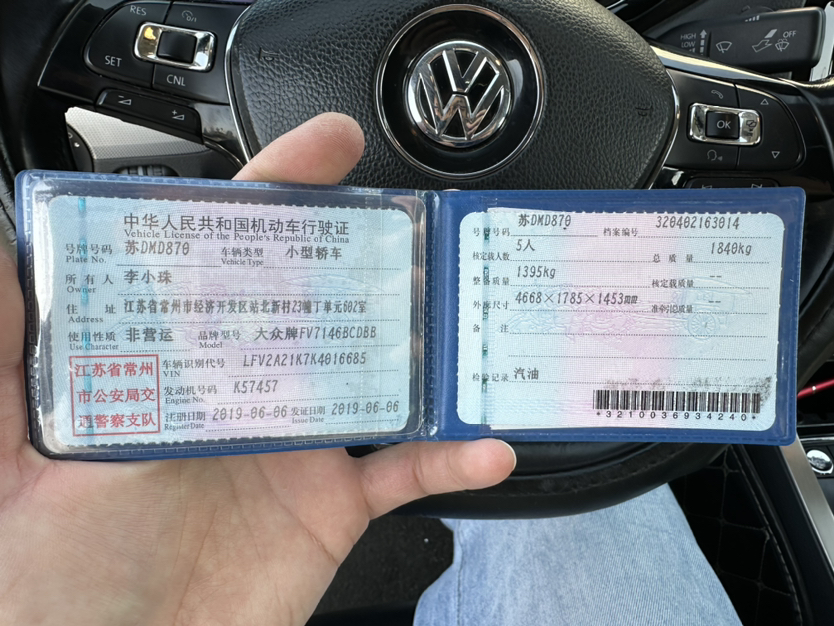 RES
SET
CNL
OK
HIGH
LOW
OFF
中华人民共和国机动车行驶证
Vehicle License of the People's Republic of China
号牌号码 苏DMD870 车辆类型 小型轿车
Plate No. Vehicle Type
所有人 李小珠
Owner
住址 江苏省常州市经济开发区站北新村23幢丁单元602室
Address
使用性质 非营运 品牌型号 大众牌FV7146BCDBB
Use Character Model
江苏省常州
市公安局交
通警察支队
车辆识别代号 LFV2A21K7K4016685
VIN
发动机号码 K57457
Engine No.
注册日期 2019-06-06 发证日期 2019-06-06
Register Date Issue Date
号牌号码 苏DMD870 档案编号 320402163014
核定载人数 5人 总质量 1840kg
整备质量 1395kg 核定载质量 --
外廓尺寸 4668×1785×1453mm 准牵引总质量 --
备注
检验记录 汽油
*3210036934240*